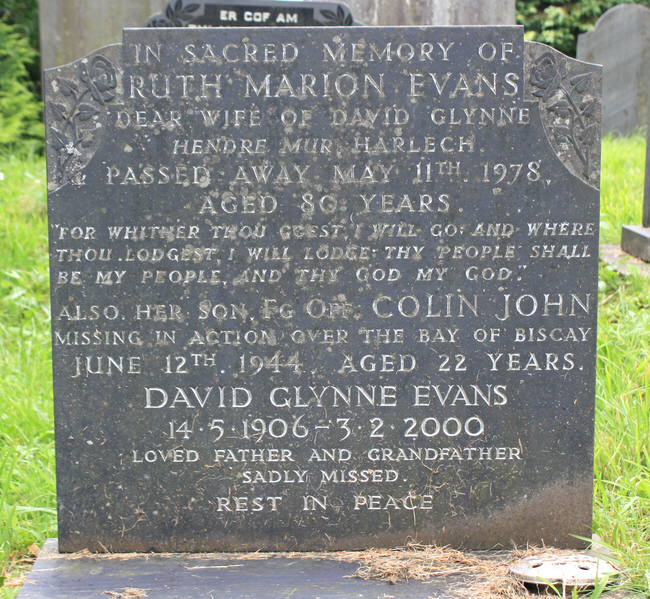 ER COF AM
IN SACRED MEMORY OF
RUTH MARION EVANS
DEAR WIFE OF DAVID GLYNNE
HENDRE MUR, HARLECH.
PASSED AWAY MAY 11TH. 1978,
AGED 80 YEARS
"FOR WHITHER THOU GOEST, I WILL GO: AND WHERE
THOU LODGEST, I WILL LODGE: THY PEOPLE SHALL
BE MY PEOPLE, AND THY GOD MY GOD."
ALSO HER SON, FG OFF. COLIN JOHN
MISSING IN ACTION OVER THE BAY OF BISCAY
JUNE 12TH. 1944. AGED 22 YEARS.
DAVID GLYNNE EVANS
14·5·1906-3·2·2000
LOVED FATHER AND GRANDFATHER
SADLY MISSED.
REST IN PEACE